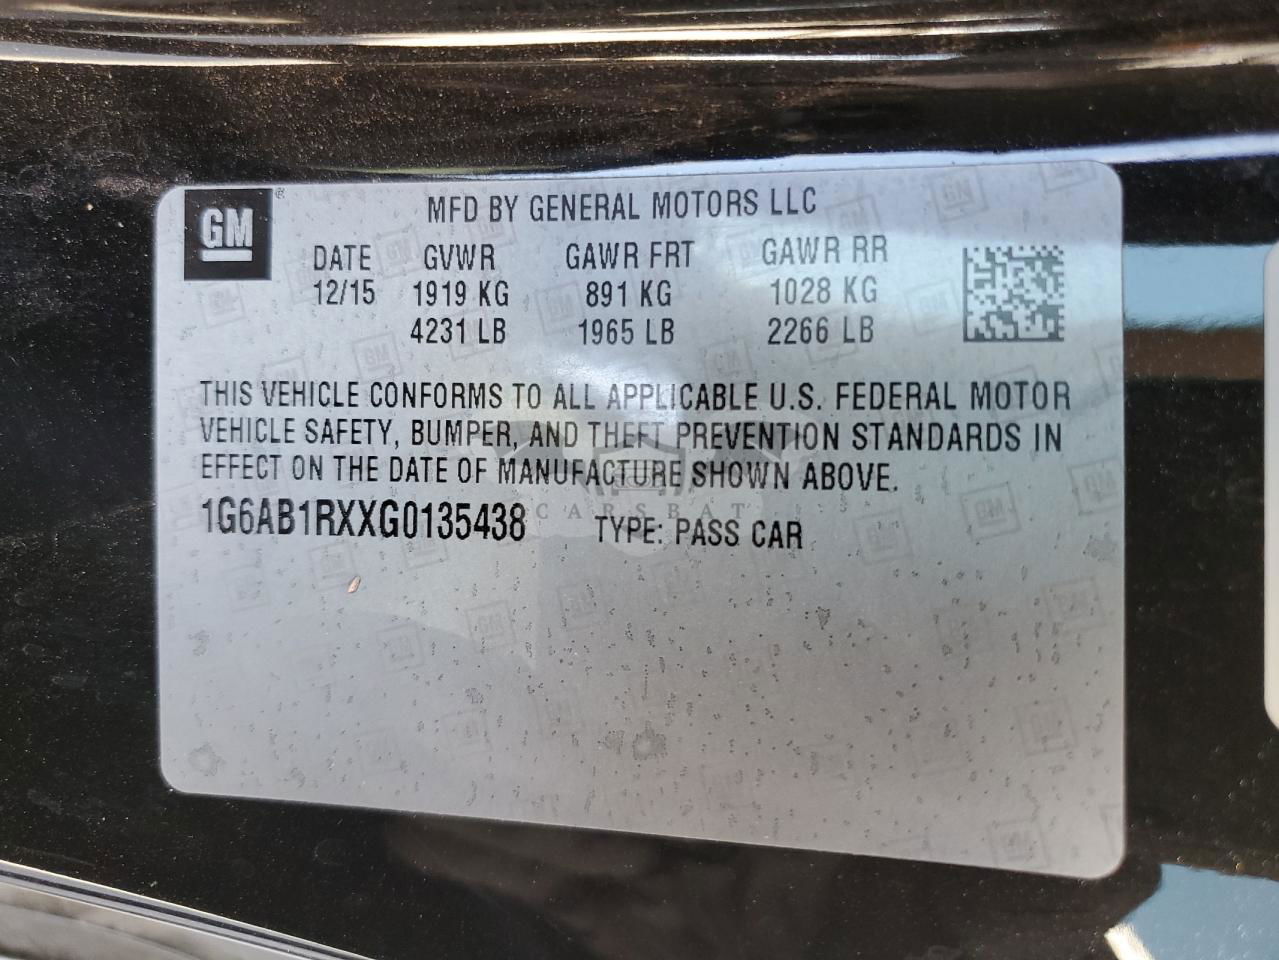 GM ®
MFD BY GENERAL MOTORS LLC
DATE GVWR GAWR FRT GAWR RR
12/15 1919 KG 891 KG 1028 KG
4231 LB 1965 LB 2266 LB
THIS VEHICLE CONFORMS TO ALL APPLICABLE U.S. FEDERAL MOTOR
VEHICLE SAFETY, BUMPER, AND THEFT PREVENTION STANDARDS IN
EFFECT ON THE DATE OF MANUFACTURE SHOWN ABOVE.
1G6AB1RXXG0135438 TYPE: PASS CAR
CARSBAT